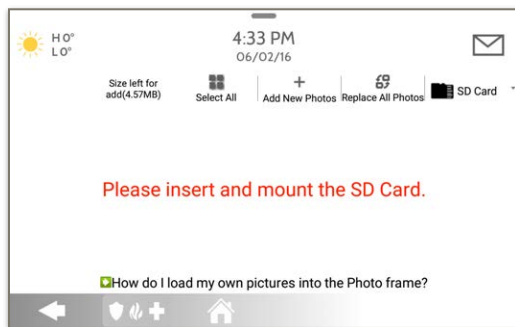 H 0°
L 0°
4:33 PM
06/02/16
Size left for
add(4.57MB)
Select All
Add New Photos
Replace All Photos
SD Card
Please insert and mount the SD Card.
How do I load my own pictures into the Photo frame?